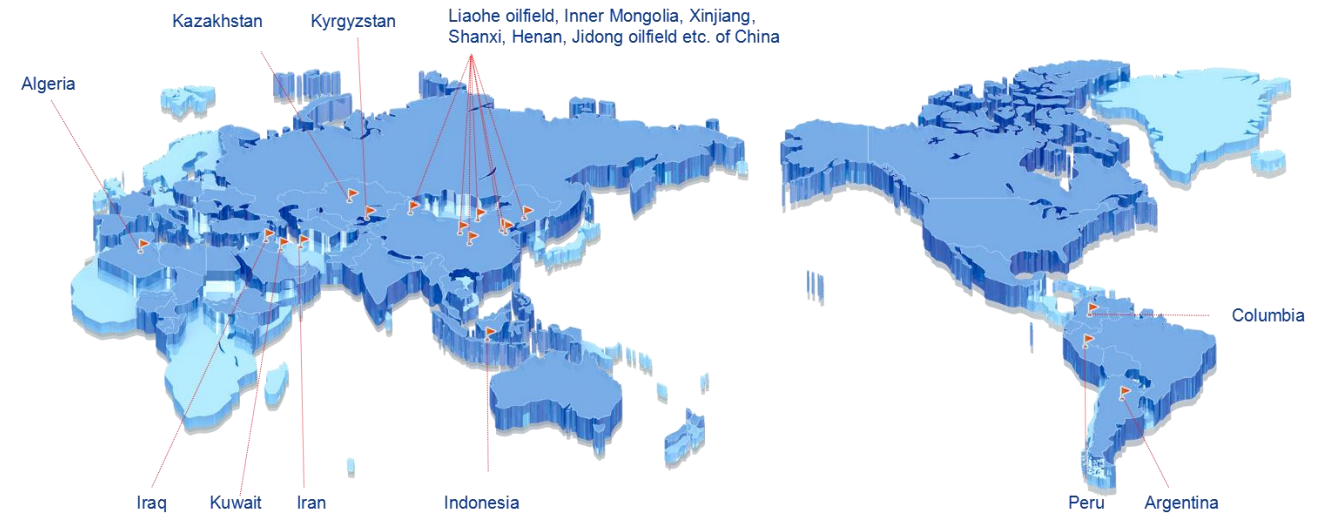 Kazakhstan
Kyrgyzstan
Liaohe oilfield, Inner Mongolia, Xinjiang,
Shanxi, Henan, Jidong oilfield etc. of China
Algeria
Columbia
Iraq
Kuwait
Iran
Indonesia
Peru
Argentina